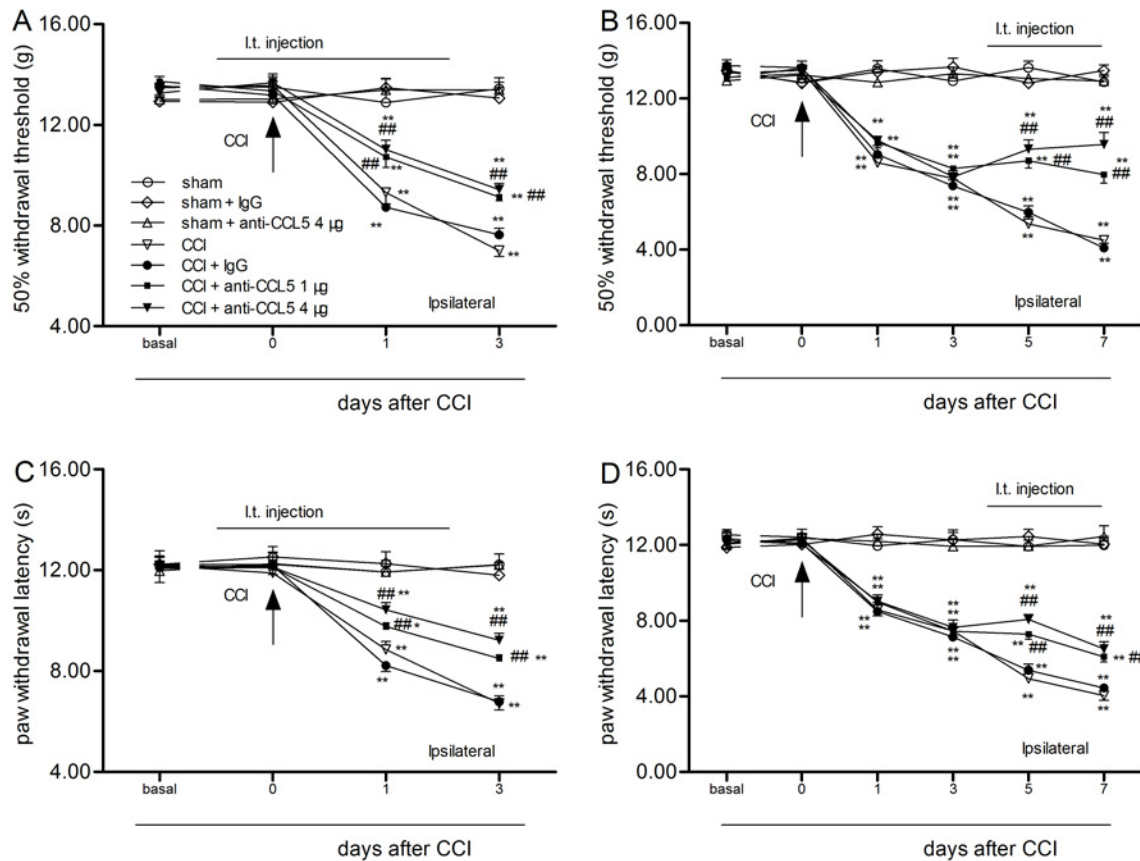 A
16.00
12.00
8.00
4.00
50% withdrawal threshold (g)
I.t. injection
CCI
**
##
##
**
**
**
**
##
** ##
**
**
sham
sham + IgG
sham + anti-CCL5 4 μg
CCI
CCI + IgG
CCI + anti-CCL5 1 μg
CCI + anti-CCL5 4 μg
Ipsilateral
basal 0 1 3
days after CCI
B
16.00
12.00
8.00
4.00
0.00
50% withdrawal threshold (g)
I.t. injection
CCI
**
**
**
**
**
**
**
**
**
##
** ##
**
**
**
##
**
##
**
**
Ipsilateral
basal 0 1 3 5 7
days after CCI
C
16.00
12.00
8.00
4.00
paw withdrawal latency (s)
I.t. injection
CCI
## **
## *
**
**
**
##
## **
**
**
Ipsilateral
basal 0 1 3
days after CCI
D
16.00
12.00
8.00
4.00
0.00
paw withdrawal latency (s)
I.t. injection
CCI
**
**
**
**
**
**
**
**
**
##
** ##
**
**
**
##
** ##
**
**
Ipsilateral
basal 0 1 3 5 7
days after CCI